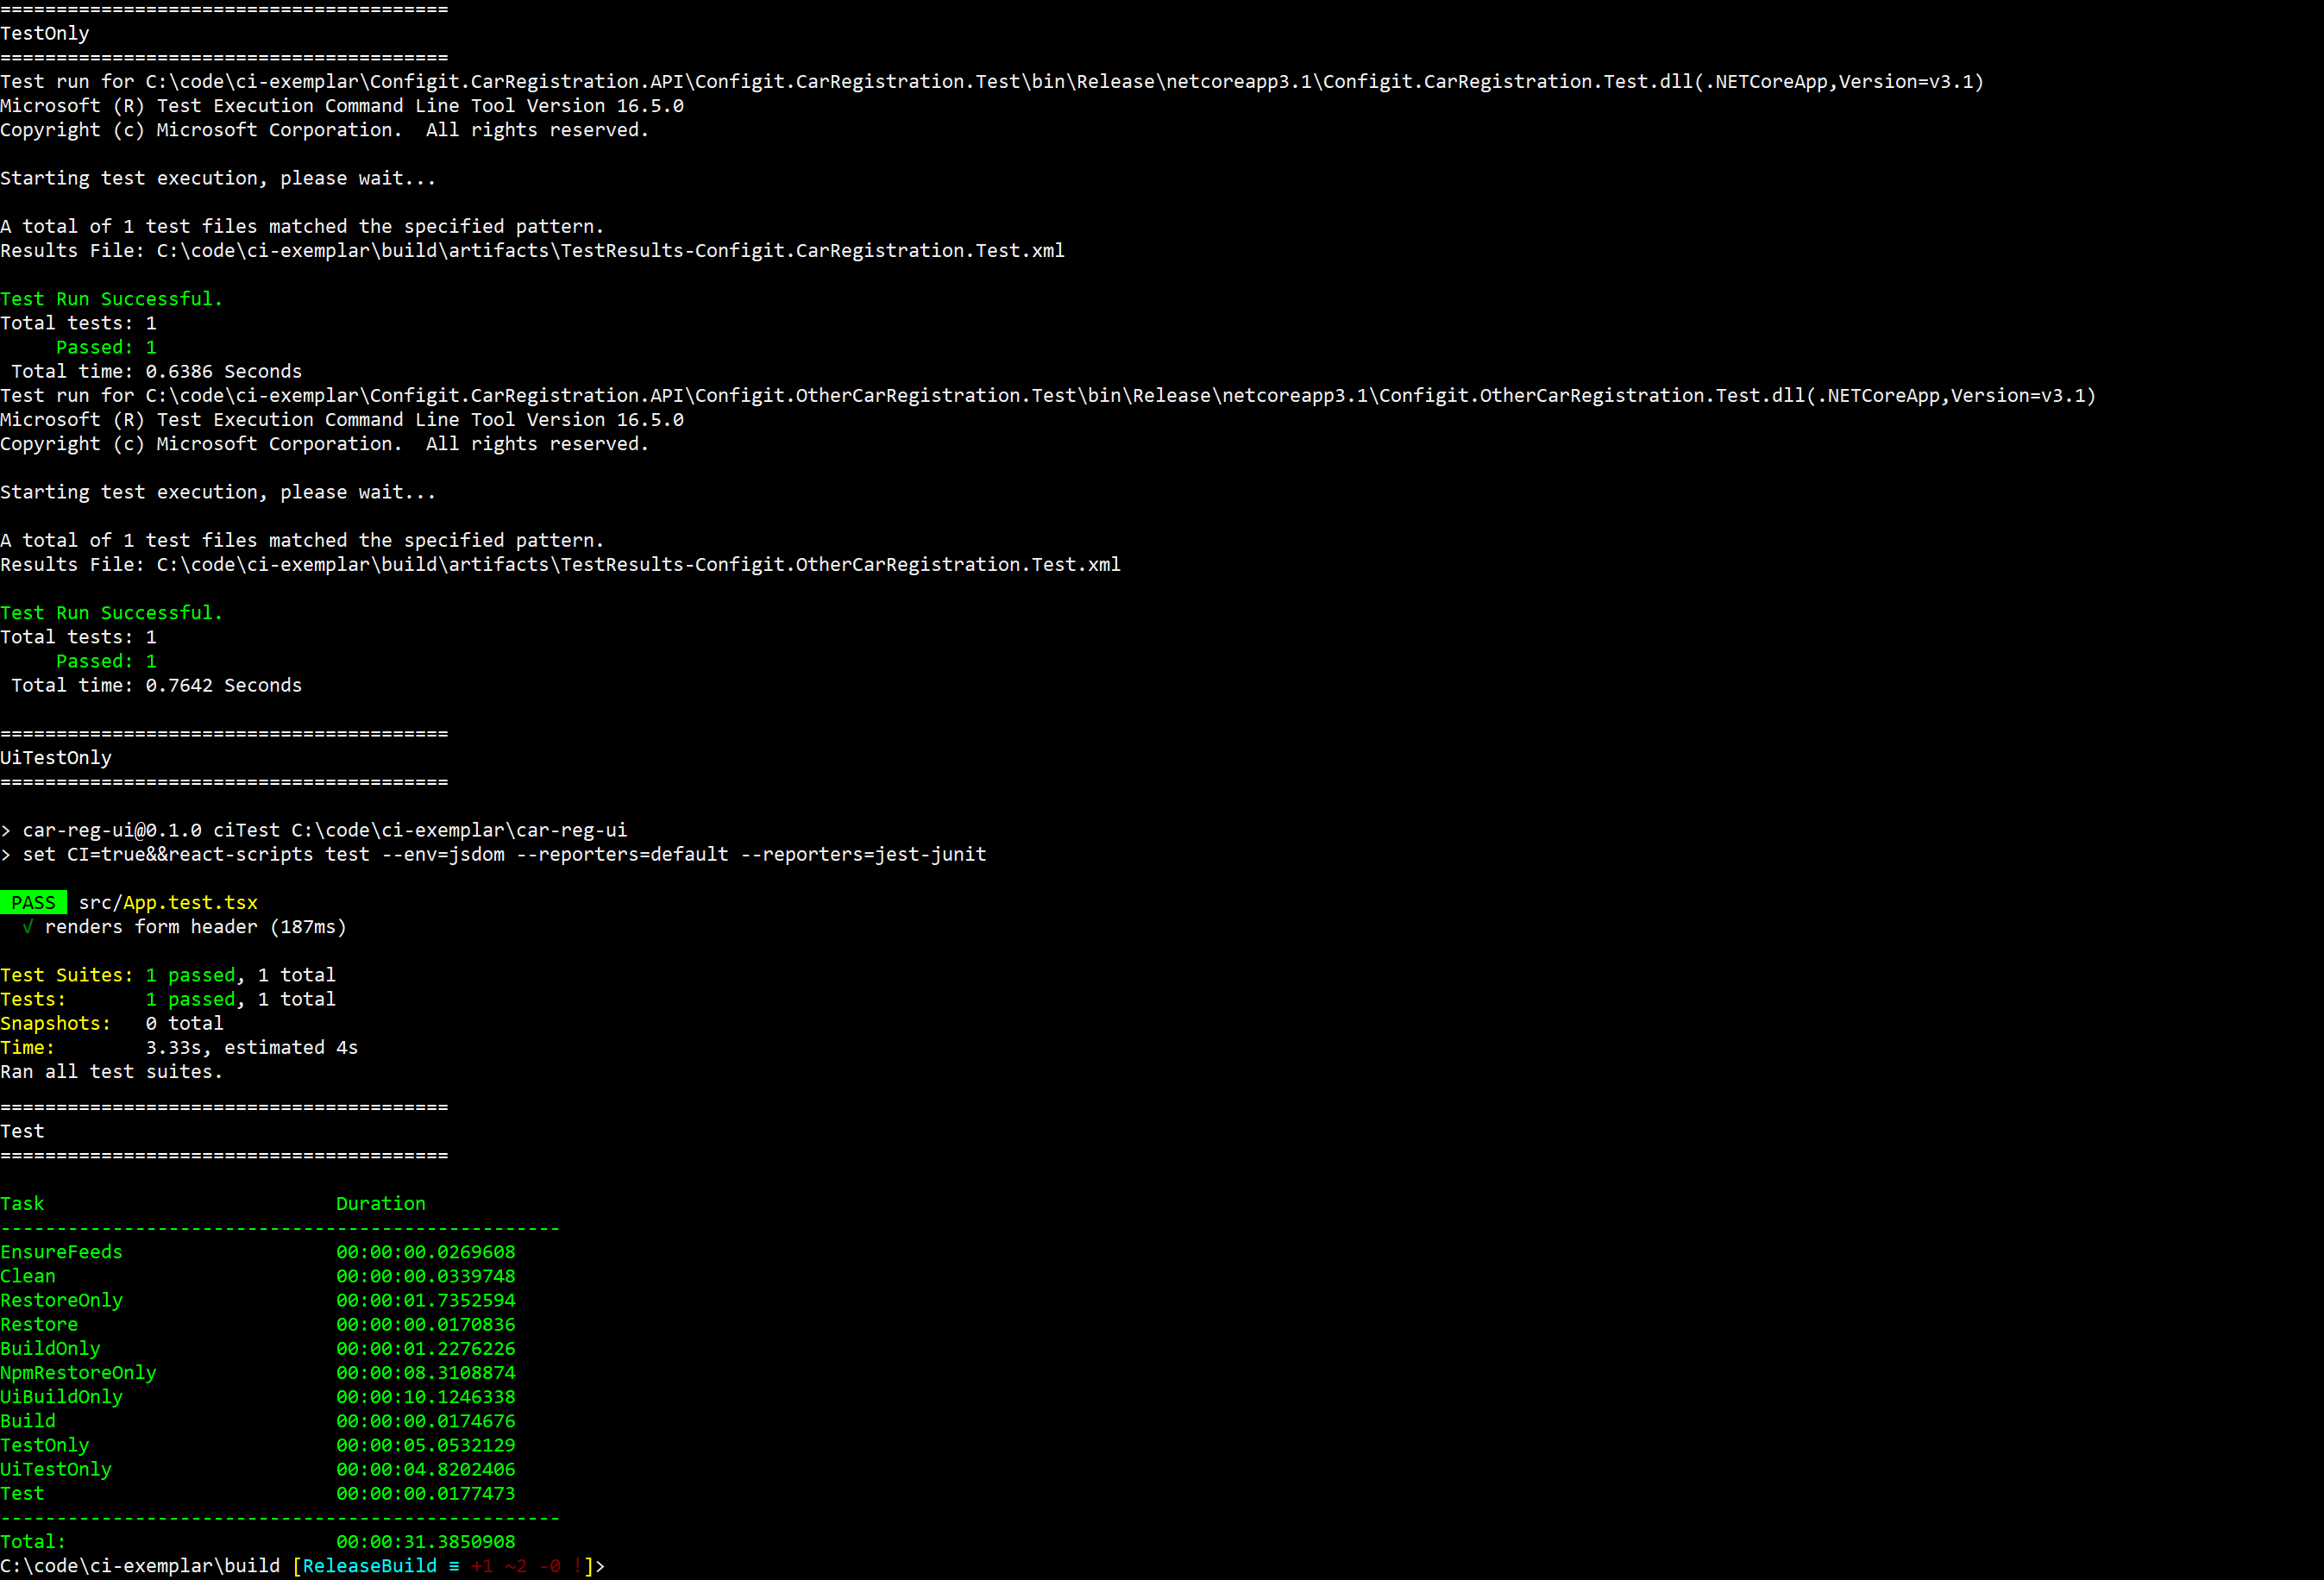 ========================================
TestOnly
========================================
Test run for C:\code\ci-exemplar\Configit.CarRegistration.API\Configit.CarRegistration.Test\bin\Release\netcoreapp3.1\Configit.CarRegistration.Test.dll(.NETCoreApp,Version=v3.1)
Microsoft (R) Test Execution Command Line Tool Version 16.5.0
Copyright (c) Microsoft Corporation.  All rights reserved.

Starting test execution, please wait...

A total of 1 test files matched the specified pattern.
Results File: C:\code\ci-exemplar\build\artifacts\TestResults-Configit.CarRegistration.Test.xml

Test Run Successful.
Total tests: 1
     Passed: 1
 Total time: 0.6386 Seconds
Test run for C:\code\ci-exemplar\Configit.CarRegistration.API\Configit.OtherCarRegistration.Test\bin\Release\netcoreapp3.1\Configit.OtherCarRegistration.Test.dll(.NETCoreApp,Version=v3.1)
Microsoft (R) Test Execution Command Line Tool Version 16.5.0
Copyright (c) Microsoft Corporation.  All rights reserved.

Starting test execution, please wait...

A total of 1 test files matched the specified pattern.
Results File: C:\code\ci-exemplar\build\artifacts\TestResults-Configit.OtherCarRegistration.Test.xml

Test Run Successful.
Total tests: 1
     Passed: 1
 Total time: 0.7642 Seconds

========================================
UiTestOnly
========================================

> car-reg-ui@0.1.0 ciTest C:\code\ci-exemplar\car-reg-ui
> set CI=true&&react-scripts test --env=jsdom --reporters=default --reporters=jest-junit

 PASS  src/App.test.tsx
  √ renders form header (187ms)

Test Suites: 1 passed, 1 total
Tests:       1 passed, 1 total
Snapshots:   0 total
Time:        3.33s, estimated 4s
Ran all test suites.

========================================
Test
========================================

Task                          Duration
--------------------------------------------------
EnsureFeeds                   00:00:00.0269608
Clean                         00:00:00.0339748
RestoreOnly                   00:00:01.7352594
Restore                       00:00:00.0170836
BuildOnly                     00:00:01.2276226
NpmRestoreOnly                00:00:08.3108874
UiBuildOnly                   00:00:10.1246338
Build                         00:00:00.0174676
TestOnly                      00:00:05.0532129
UiTestOnly                    00:00:04.8202406
Test                          00:00:00.0177473
--------------------------------------------------
Total:                        00:00:31.3850908
C:\code\ci-exemplar\build [ReleaseBuild ≡ +1 ~2 -0 !]>